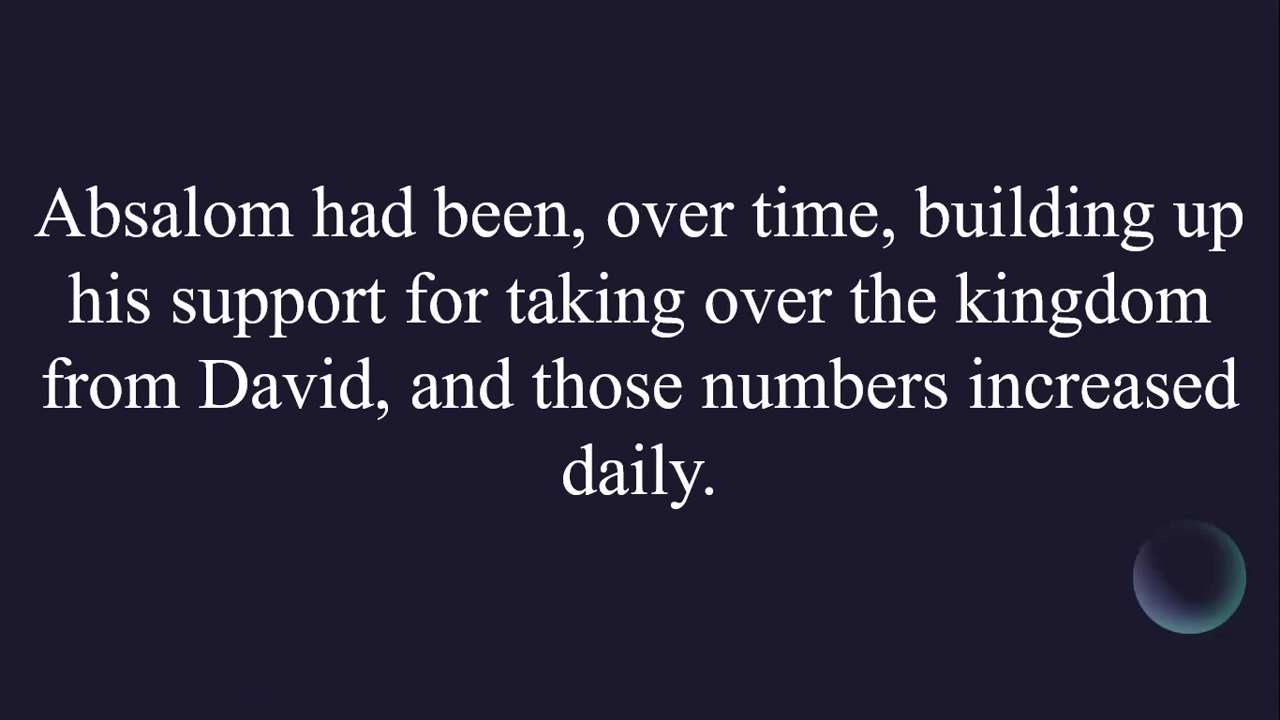 Absalom had been, over time, building up
his support for taking over the kingdom
from David, and those numbers increased
daily.